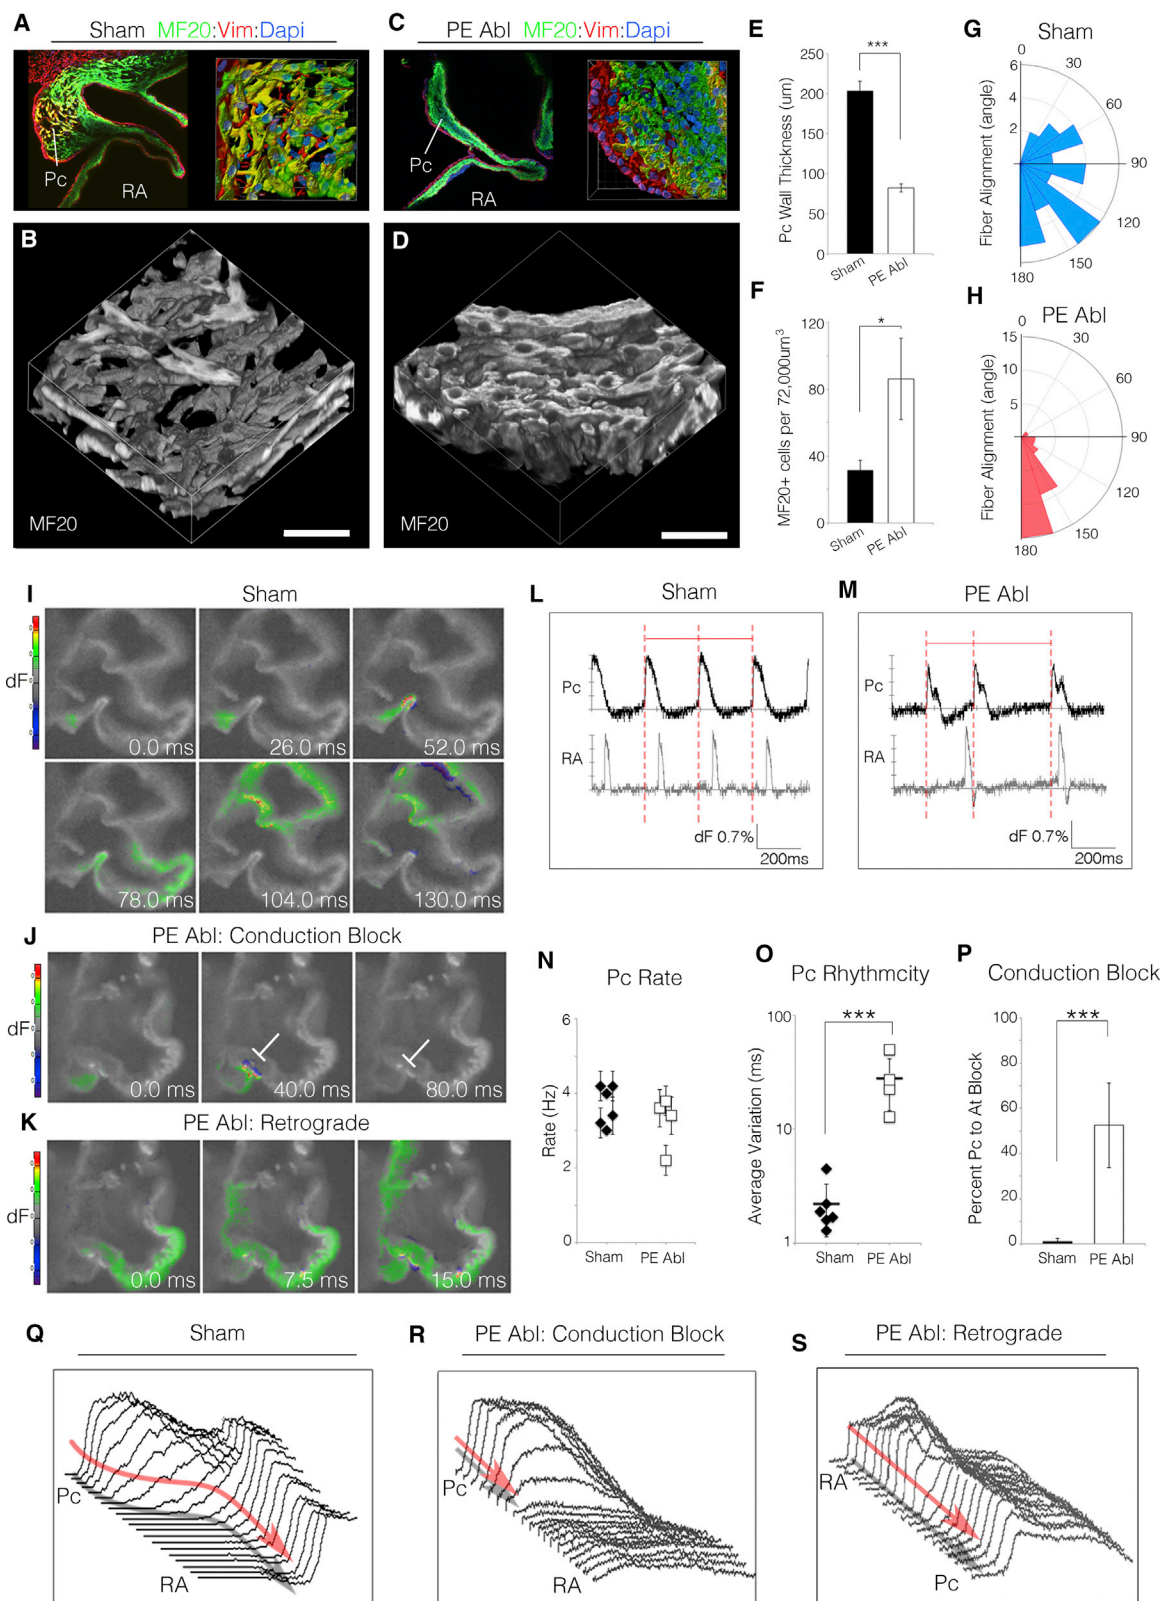 A Sham MF20:Vim:Dapi
Pc
RA
B
MF20
C PE Abl MF20:Vim:Dapi
Pc
RA
D
MF20
E
Pc Wall Thickness (um)
250
200
150
100
50
0
***
Sham
PE Abl
F
MF20+ cells per 72,000um3
120
80
40
0
*
Sham
PE Abl
G Sham
Fiber Alignment (angle)
6
4
2
0
30
60
90
120
150
180
H PE Abl
Fiber Alignment (angle)
15
10
5
0
30
60
90
120
150
180
I Sham
dF
0.0 ms
26.0 ms
52.0 ms
78.0 ms
104.0 ms
130.0 ms
J PE Abl: Conduction Block
dF
0.0 ms
40.0 ms
80.0 ms
K PE Abl: Retrograde
dF
0.0 ms
7.5 ms
15.0 ms
L Sham
Pc
RA
dF 0.7%
200ms
M PE Abl
Pc
RA
dF 0.7%
200ms
N Pc Rate
Rate (Hz)
6
4
2
0
Sham
PE Abl
O Pc Rhythmcity
Average Variation (ms)
100
10
1
***
Sham
PE Abl
P Conduction Block
Percent Pc to At Block
100
80
60
40
20
0
***
Sham
PE Abl
Q Sham
Pc
RA
R PE Abl: Conduction Block
Pc
RA
S PE Abl: Retrograde
RA
Pc